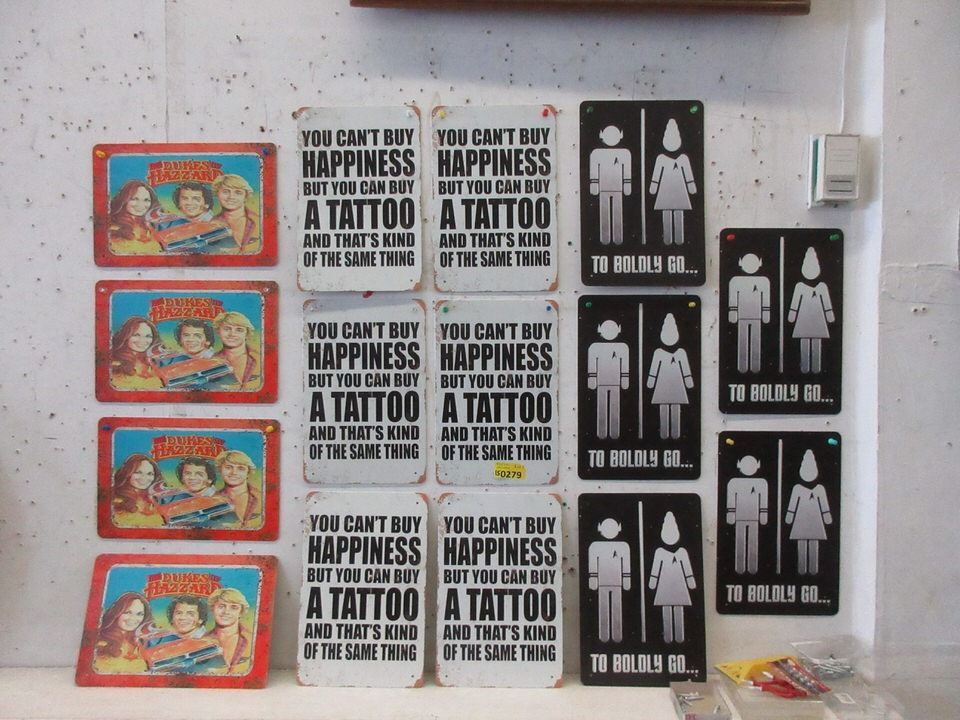 DUKES
HAZZARD
DUKES
HAZZARD
DUKES
HAZZARD
DUKES
HAZZARD
YOU CAN'T BUY
HAPPINESS
BUT YOU CAN BUY
A TATTOO
AND THAT'S KIND
OF THE SAME THING
YOU CAN'T BUY
HAPPINESS
BUT YOU CAN BUY
A TATTOO
AND THAT'S KIND
OF THE SAME THING
YOU CAN'T BUY
HAPPINESS
BUT YOU CAN BUY
A TATTOO
AND THAT'S KIND
OF THE SAME THING
YOU CAN'T BUY
HAPPINESS
BUT YOU CAN BUY
A TATTOO
AND THAT'S KIND
OF THE SAME THING
0279
YOU CAN'T BUY
HAPPINESS
BUT YOU CAN BUY
A TATTOO
AND THAT'S KIND
OF THE SAME THING
YOU CAN'T BUY
HAPPINESS
BUT YOU CAN BUY
A TATTOO
AND THAT'S KIND
OF THE SAME THING
TO BOLDLY GO...
TO BOLDLY GO...
TO BOLDLY GO...
TO BOLDLY GO...
TO BOLDLY GO...